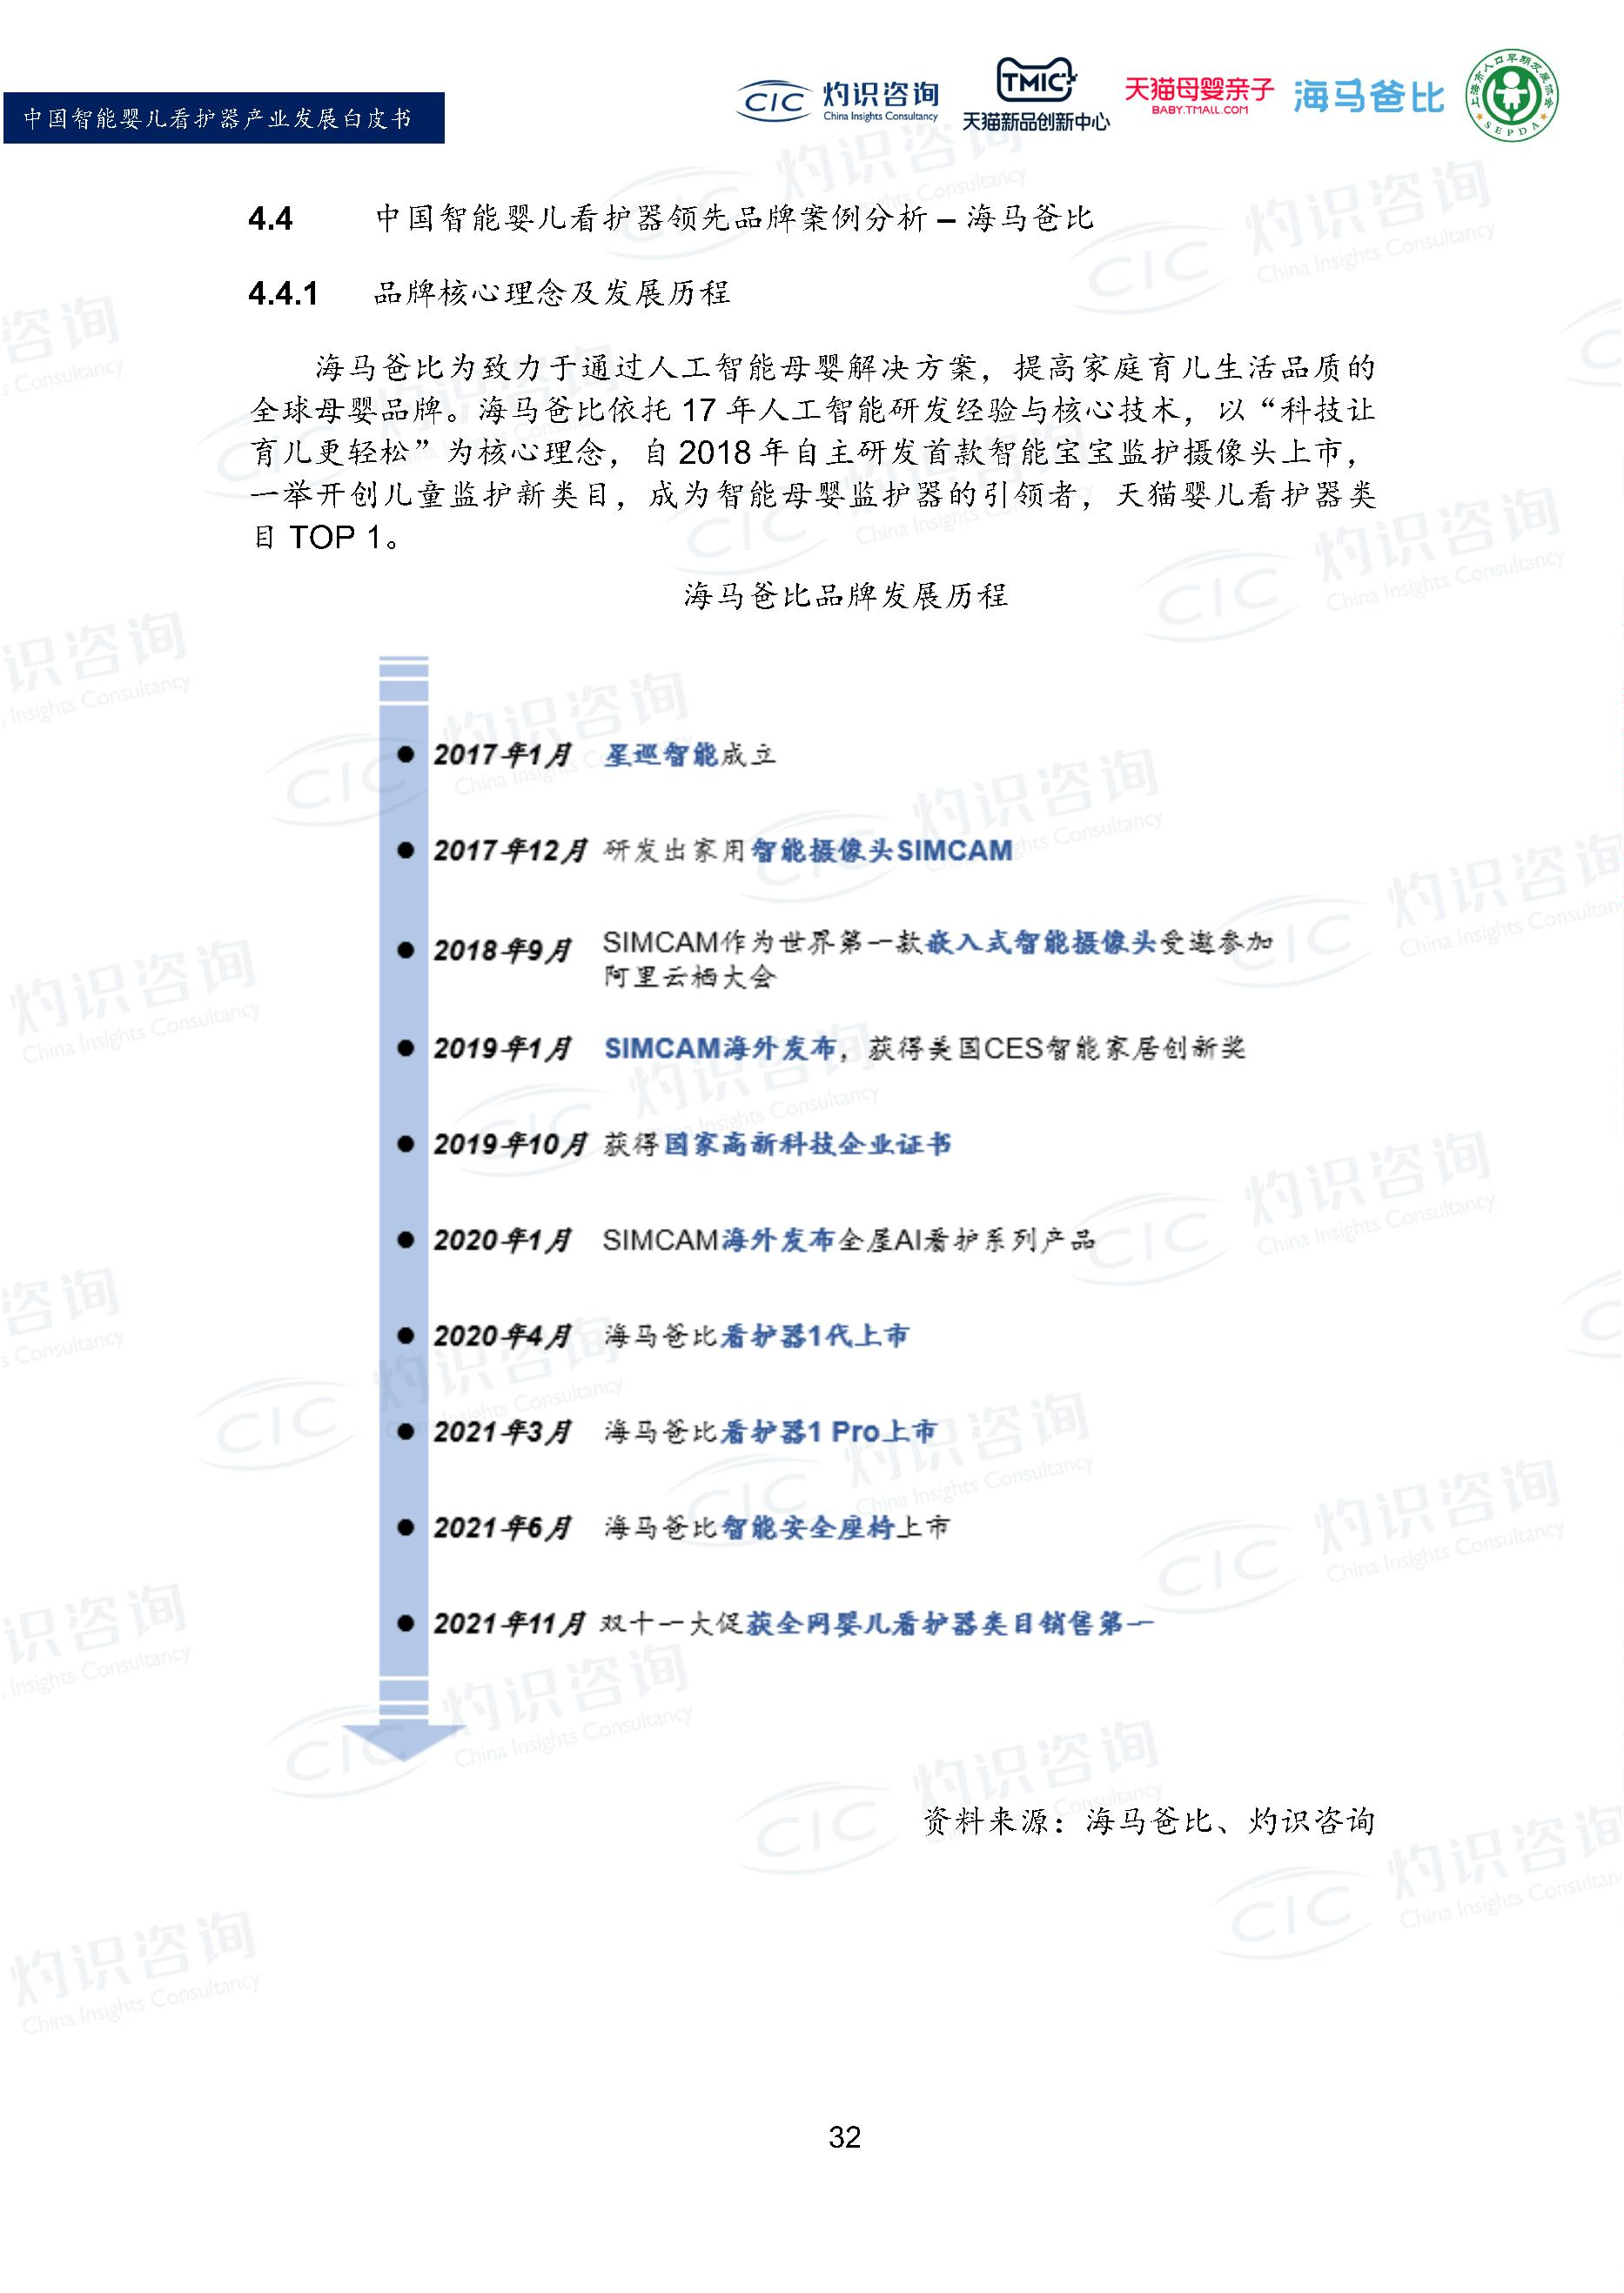 中国智能婴儿看护器产业发展白皮书
CIC 灼识咨询
China Insights Consultancy
TMIC
天猫新品创新中心
天猫母婴亲子
BABY.TMALL.COM
海马爸比
上海市人口早期发展协会
SEPDA
4.4 中国智能婴儿看护器领先品牌案例分析 – 海马爸比
4.4.1 品牌核心理念及发展历程
海马爸比为致力于通过人工智能母婴解决方案，提高家庭育儿生活品质的
全球母婴品牌。海马爸比依托 17 年人工智能研发经验与核心技术，以“科技让
育儿更轻松”为核心理念，自 2018 年自主研发首款智能宝宝监护摄像头上市，
一举开创儿童监护新类目，成为智能母婴监护器的引领者，天猫婴儿看护器类
目 TOP 1。
海马爸比品牌发展历程
2017年1月 星巡智能成立
2017年12月 研发出家用智能摄像头SIMCAM
2018年9月 SIMCAM作为世界第一款嵌入式智能摄像头受邀参加
阿里云栖大会
2019年1月 SIMCAM海外发布，获得美国CES智能家居创新奖
2019年10月 获得国家高新科技企业证书
2020年1月 SIMCAM海外发布全屋AI看护系列产品
2020年4月 海马爸比看护器1代上市
2021年3月 海马爸比看护器1 Pro上市
2021年6月 海马爸比智能安全座椅上市
2021年11月 双十一大促获全网婴儿看护器类目销售第一
资料来源：海马爸比、灼识咨询
32